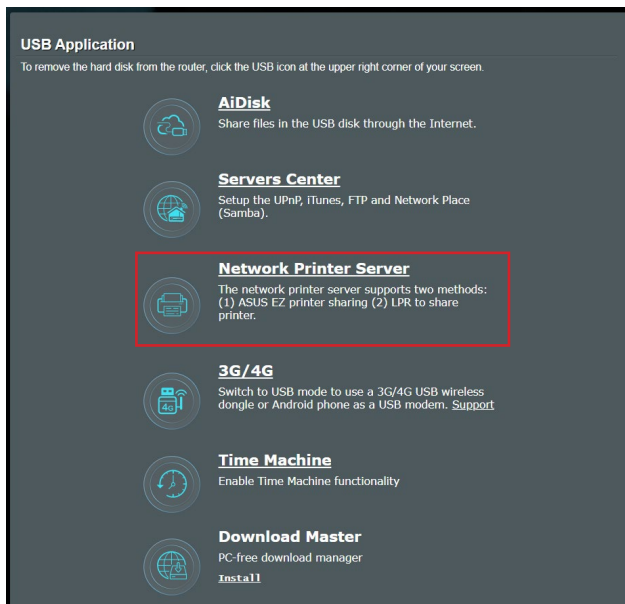 USB Application
To remove the hard disk from the router, click the USB icon at the upper right corner of your screen.
AiDisk
Share files in the USB disk through the Internet.
Servers Center
Setup the UPnP, iTunes, FTP and Network Place
(Samba).
Network Printer Server
The network printer server supports two methods:
(1) ASUS EZ printer sharing (2) LPR to share
printer.
3G/4G
4G
Switch to USB mode to use a 3G/4G USB wireless
dongle or Android phone as a USB modem. Support
Time Machine
Enable Time Machine functionality
Download Master
PC-free download manager
Install